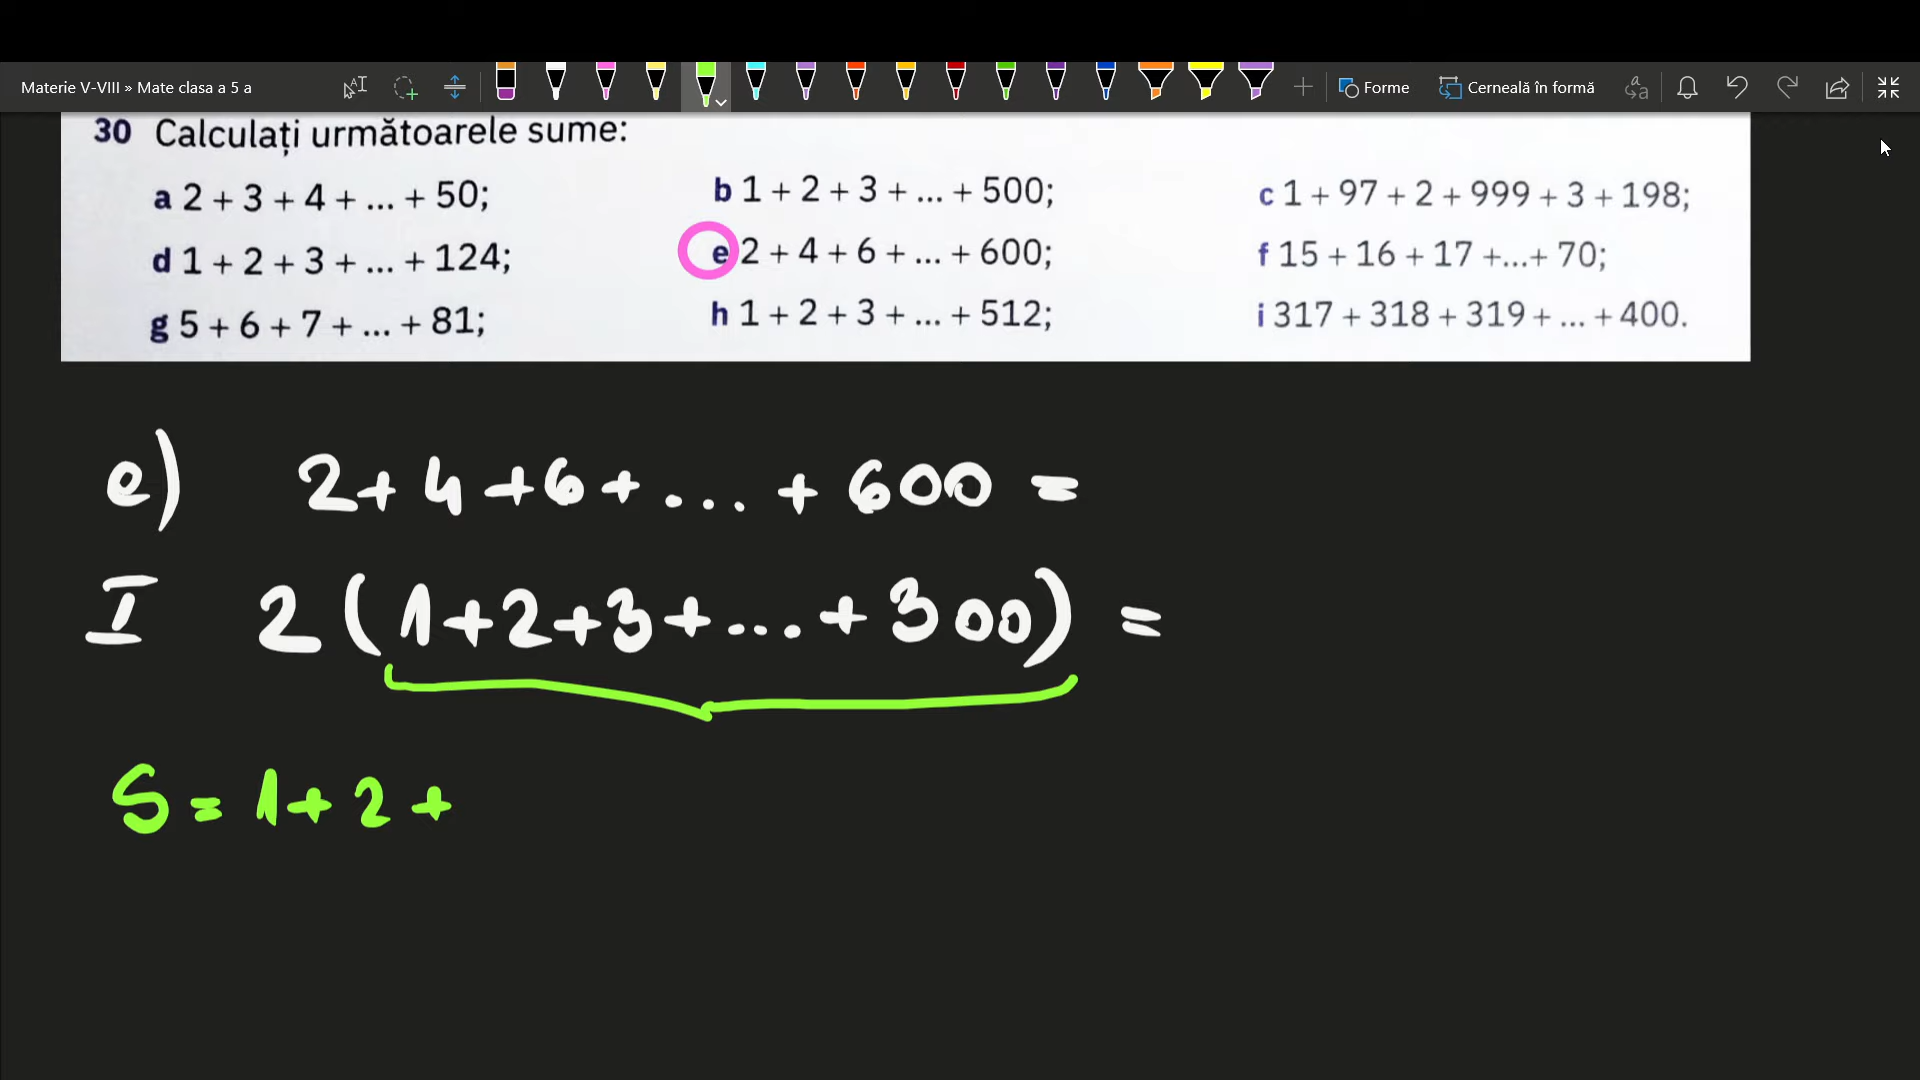 Materie V-VIII » Mate clasa a 5 a
Forme
Cerneală în formă
30 Calculați următoarele sume:
a 2 + 3 + 4 + ... + 50;
b 1 + 2 + 3 + ... + 500;
c 1 + 97 + 2 + 999 + 3 + 198;
d 1 + 2 + 3 + ... + 124;
e 2 + 4 + 6 + ... + 600;
f 15 + 16 + 17 +...+ 70;
g 5 + 6 + 7 + ... + 81;
h 1 + 2 + 3 + ... + 512;
i 317 + 318 + 319 + ... + 400.
e) 2+4+6+...+600=
I 2(1+2+3+...+300)=
S=1+2+